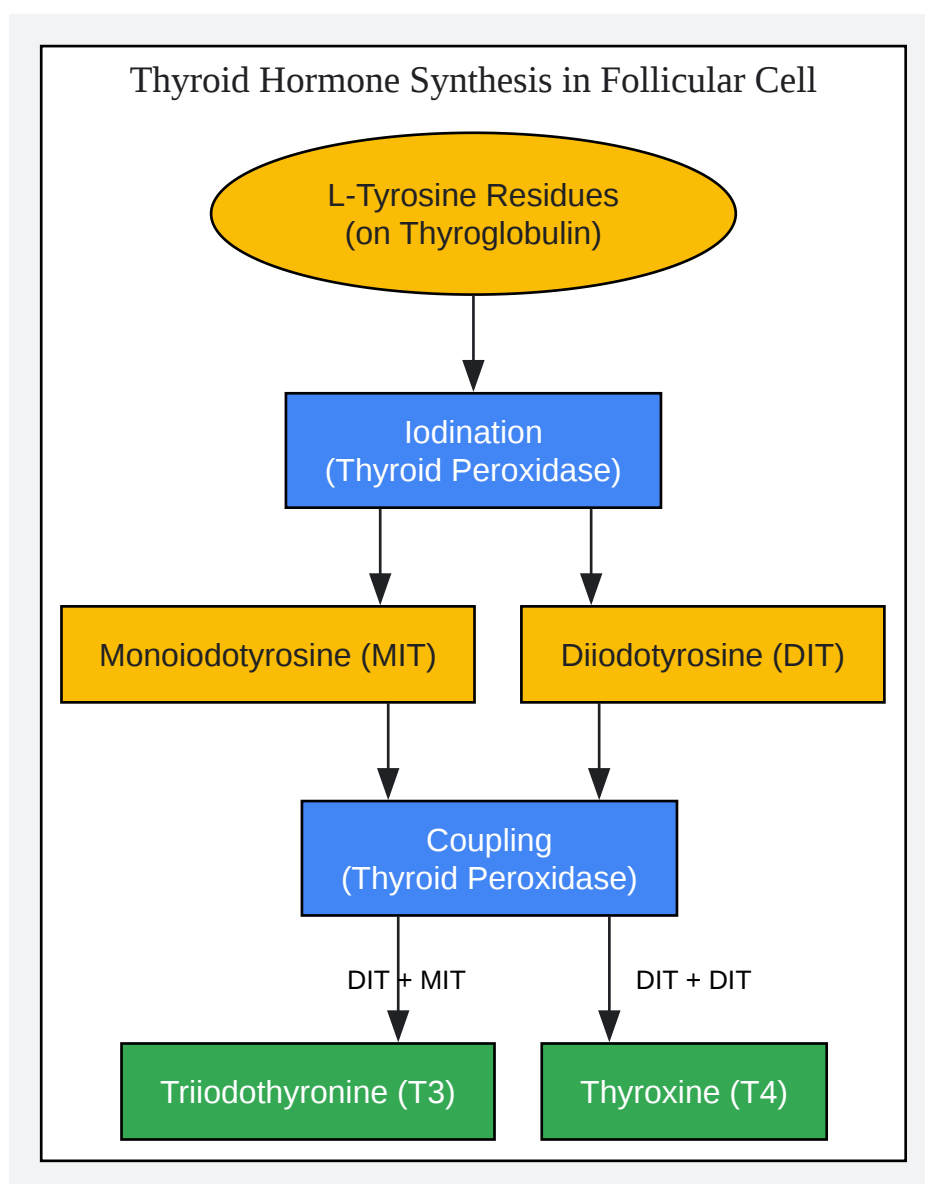 Thyroid Hormone Synthesis in Follicular Cell
L-Tyrosine Residues
(on Thyroglobulin)
Iodination
(Thyroid Peroxidase)
Monoiodotyrosine (MIT)
Diiodotyrosine (DIT)
Coupling
(Thyroid Peroxidase)
DIT + MIT
DIT + DIT
Triiodothyronine (T3)
Thyroxine (T4)